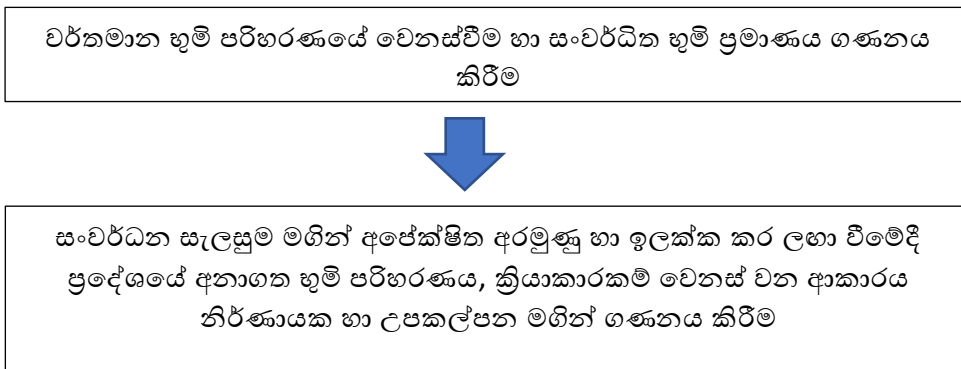 වර්තමාන භූමි පරිහරණයේ වෙනස්වීම හා සංවර්ධිත භූමි ප්‍රමාණය ගණනය
කිරීම
සංවර්ධන සැලසුම මගින් අපේක්ෂිත අරමුණු හා ඉලක්ක කර ලඟා වීමේදී
ප්‍රදේශයේ අනාගත භූමි පරිහරණය, ක්‍රියාකාරකම් වෙනස් වන ආකාරය
නිර්ණායක හා උපකල්පන මගින් ගණනය කිරීම